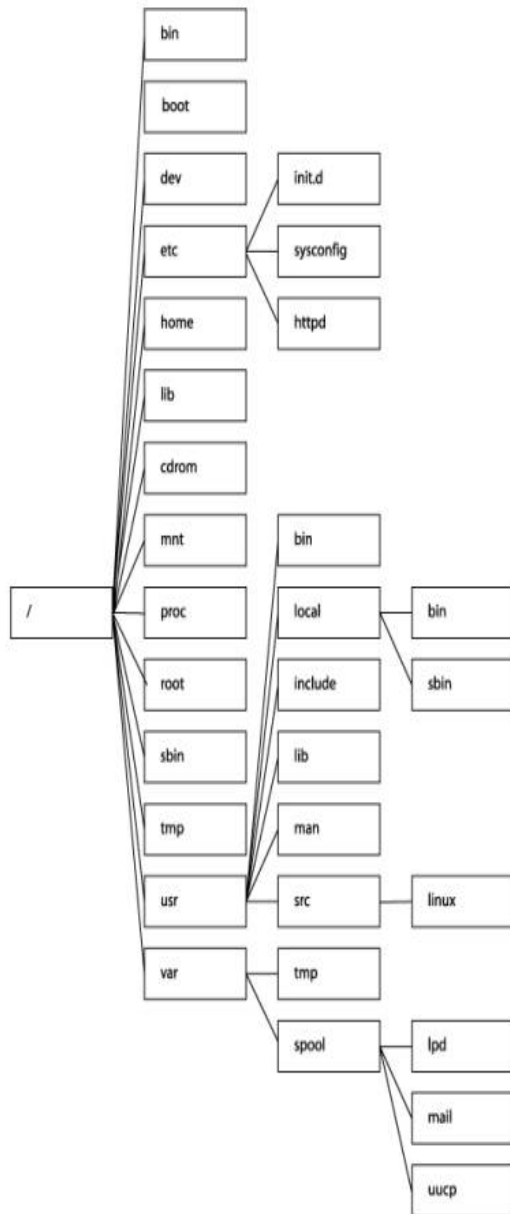 bin
boot
dev
init.d
etc
sysconfig
home
httpd
lib
cdrom
mnt
bin
/
proc
local
bin
root
include
sbin
sbin
lib
tmp
man
usr
src
linux
var
tmp
spool
lpd
mail
uucp